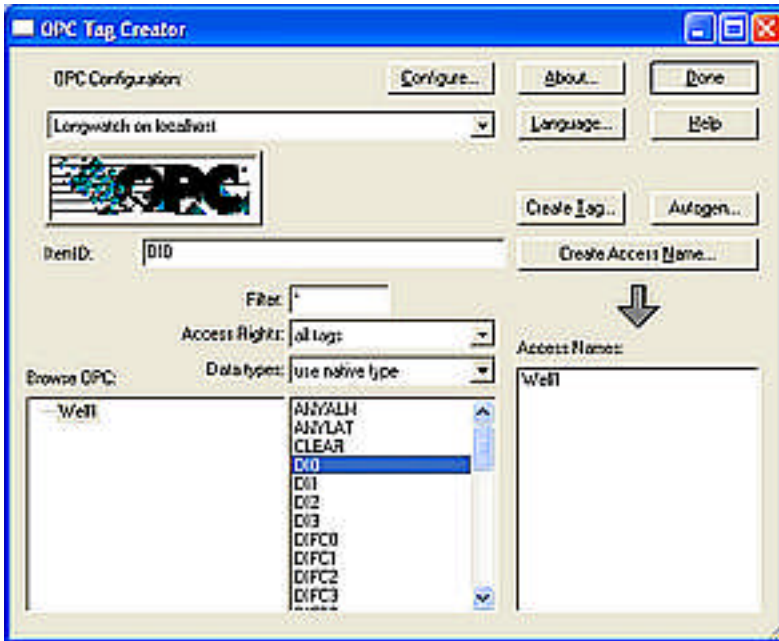 OPC Tag Creator
OPC Configuration:
Configure...
About...
Done
Longwatch on localhost
Language...
Help
OPC
Create Tag...
Autogen...
ItemID:
DI0
Create Access Name...
Filter:
*
Access Rights:
all tags
Access Names:
Data types:
use native type
Browse OPC:
Well1
Well1
ANYALM
ANYLAT
CLEAR
DI0
DI1
DI2
DI3
DIFC0
DIFC1
DIFC2
DIFC3